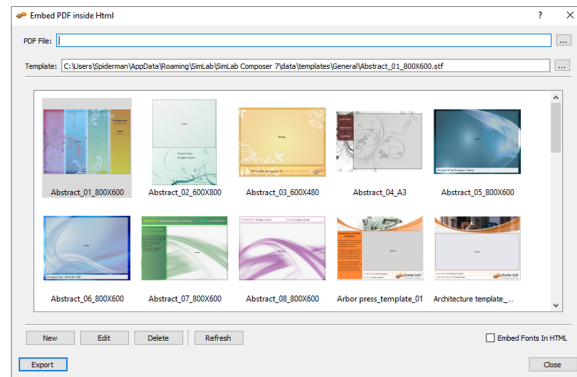 Embed PDF inside Html
? X
PDF File:
...
Template: C:\Users\Spiderman\AppData\Roaming\SimLab\SimLab Composer 7\data\templates\General\Abstract_01_800X600.stf
...
Abstract_01_800X600 Abstract_02_600X800 Abstract_03_600X480 Abstract_04_A3 Abstract_05_800X600
Abstract_06_800X600 Abstract_07_800X600 Abstract_08_800X600 Arbor press_template_01 Architecture template_...
New Edit Delete Refresh Embed Fonts In HTML
Export Close